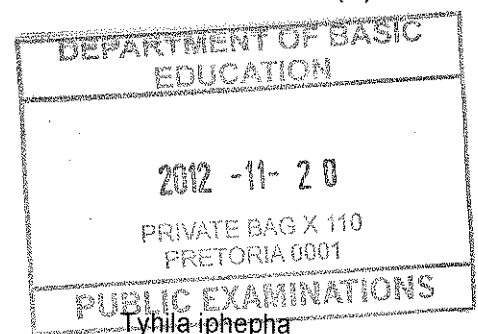 DEPARTMENT OF BASIC
EDUCATION
2012 -11- 20
PRIVATE BAG X 110
PRETORIA 0001
PUBLIC EXAMINATIONS
Tyhila iphepha